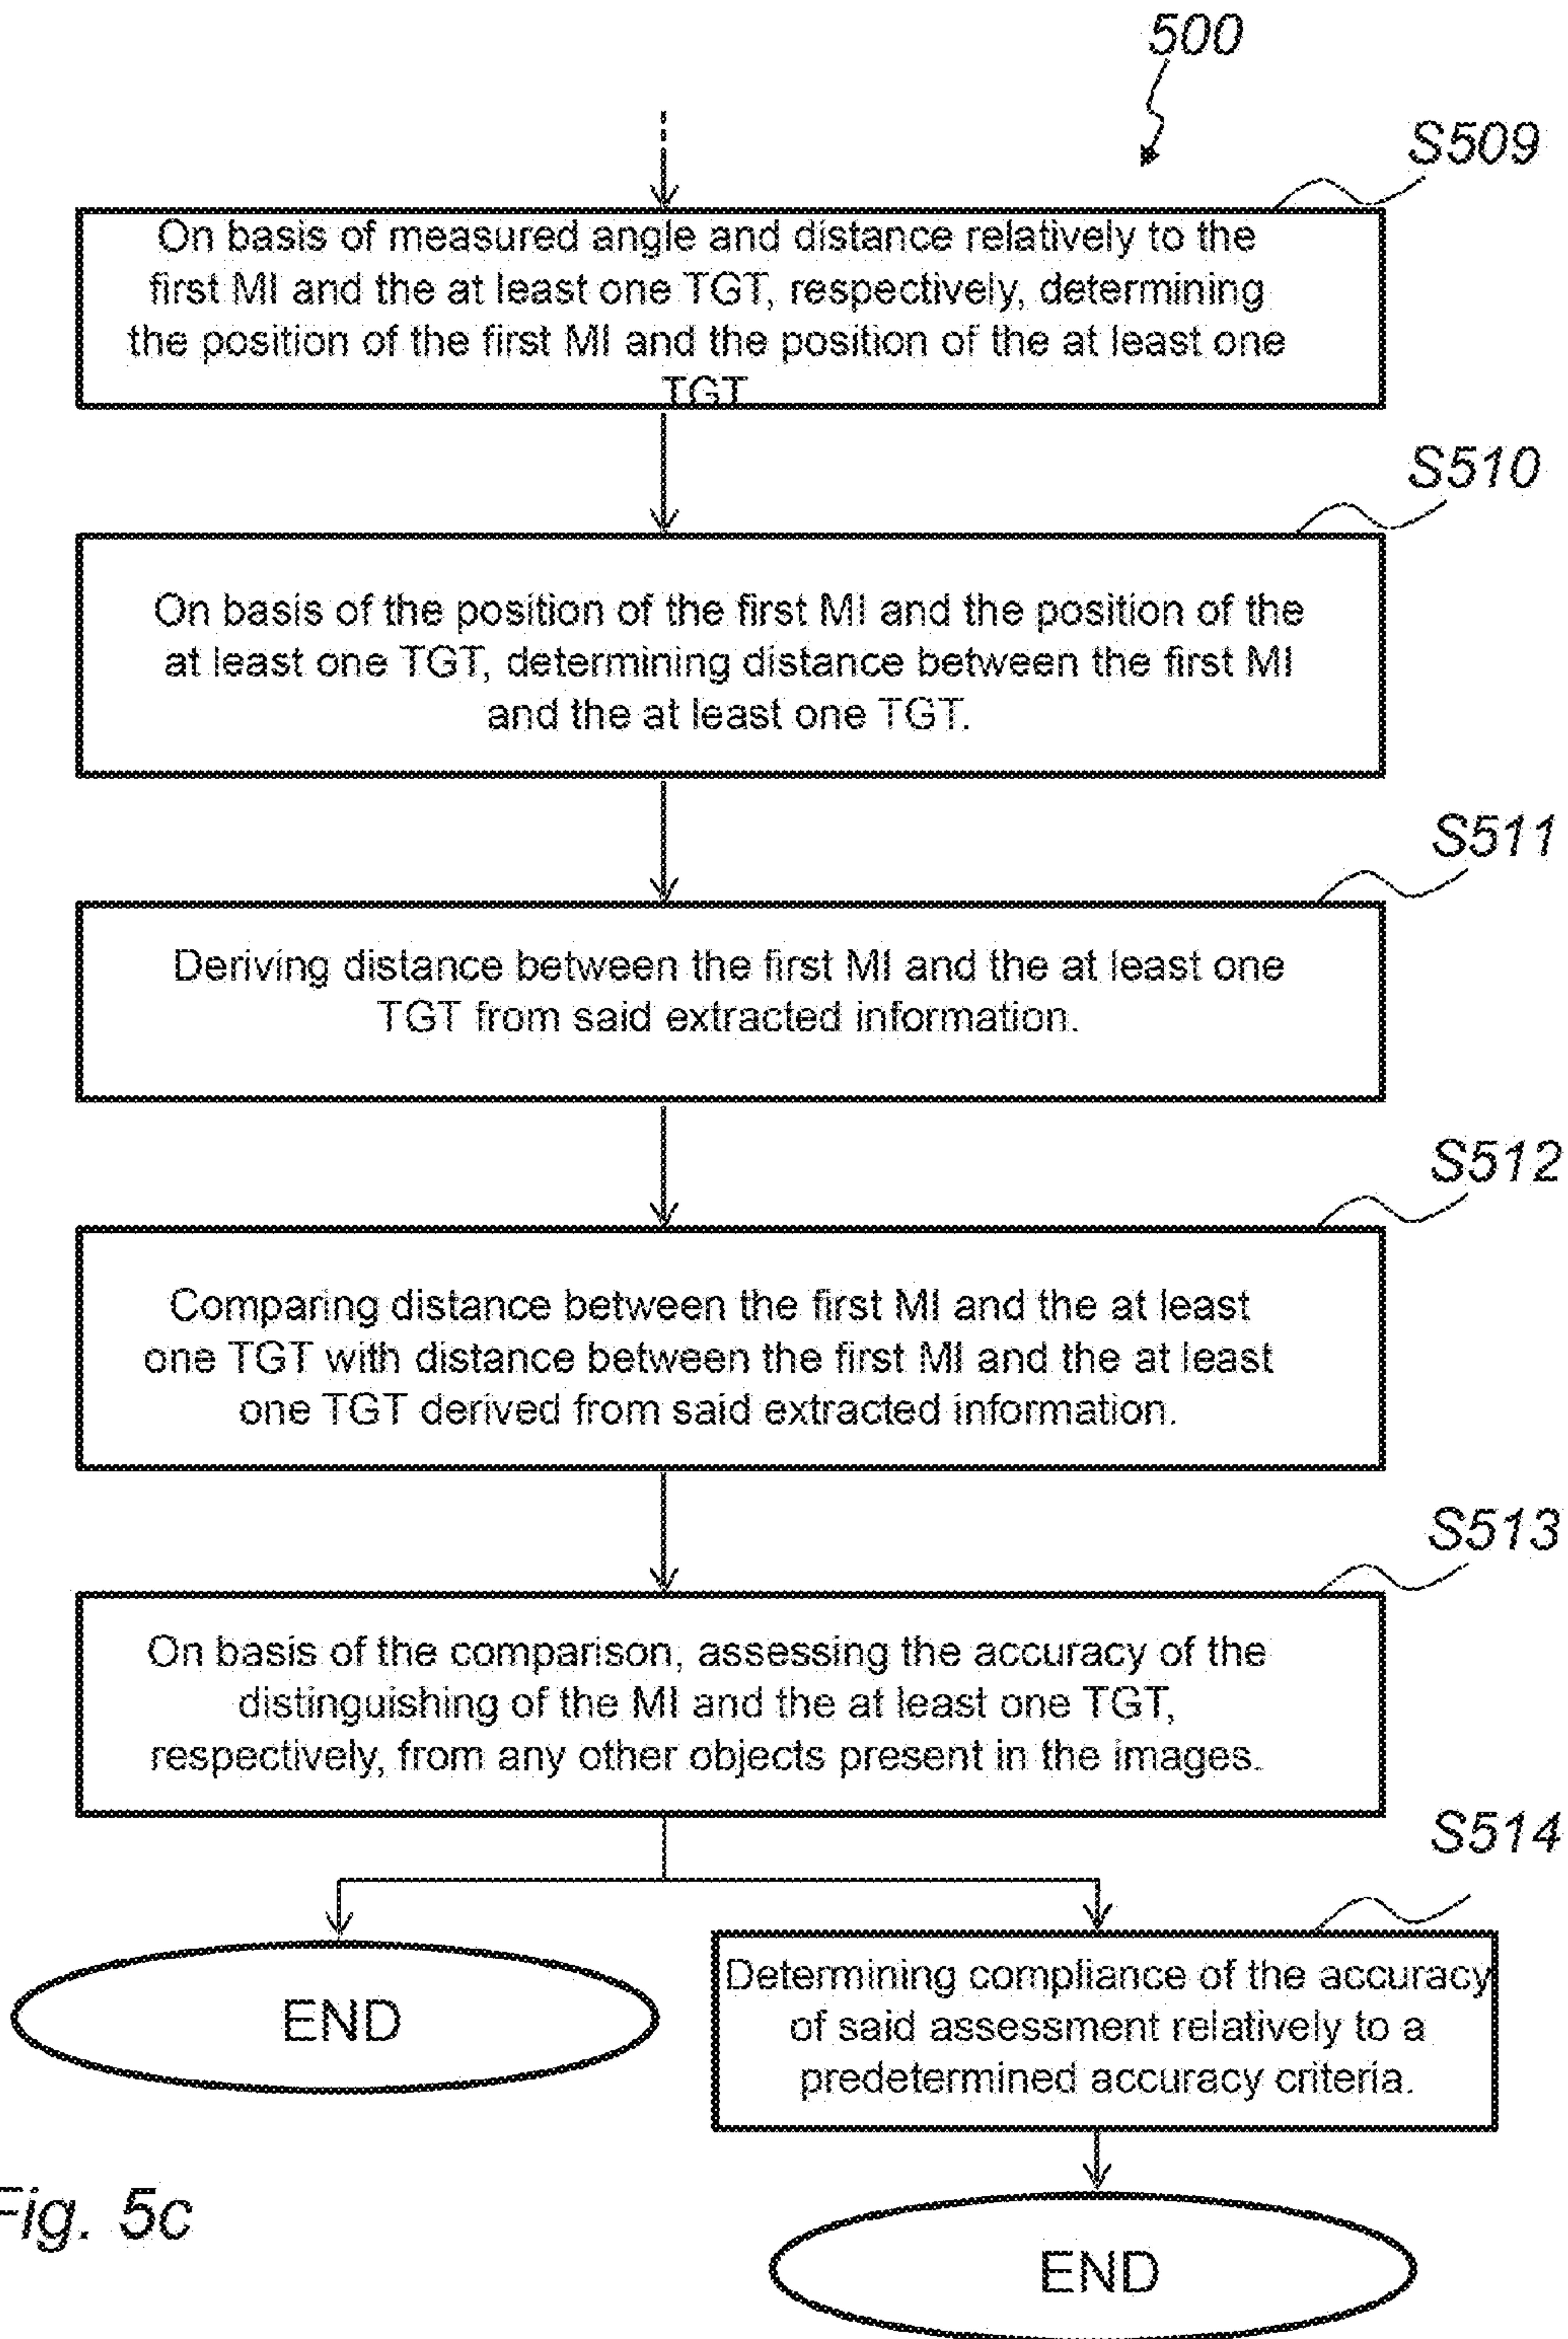 500
S509
On basis of measured angle and distance relatively to the
first MI and the at least one TGT, respectively, determining
the position of the first MI and the position of the at least one
TGT
S510
On basis of the position of the first MI and the position of the
at least one TGT, determining distance between the first MI
and the at least one TGT.
S511
Deriving distance between the first MI and the at least one
TGT from said extracted information.
S512
Comparing distance between the first MI and the at least
one TGT with distance between the first MI and the at least
one TGT derived from said extracted information.
S513
On basis of the comparison, assessing the accuracy of the
distinguishing of the MI and the at least one TGT,
respectively, from any other objects present in the images.
S514
END
Determining compliance of the accuracy
of said assessment relatively to a
predetermined accuracy criteria.
Fig. 5c
END